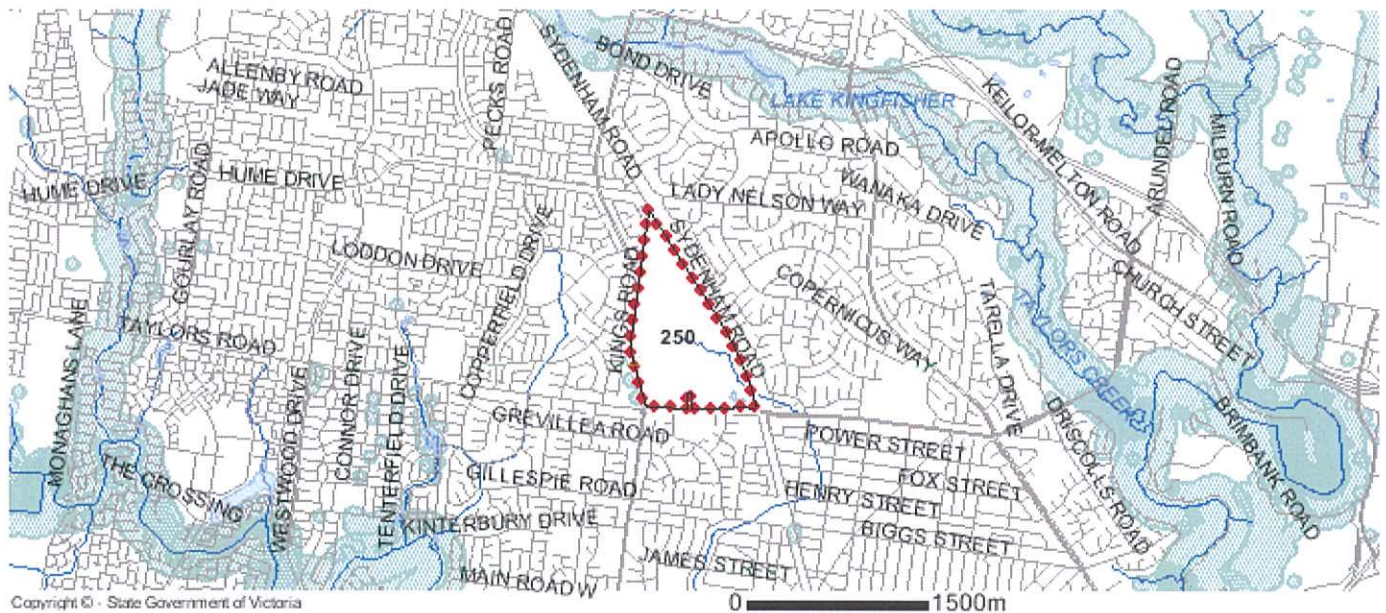 ALLENBY ROAD
JADE WAY
PECKS ROAD
SYDENHAM ROAD
BOND DRIVE
LAKE KINGFISHER
KEILOR-MELTON ROAD
ARUNDEL ROAD
MILBURN ROAD
APOLLO ROAD
WANAKA DRIVE
LADY NELSON WAY
HUME DRIVE
GOURLAY ROAD
HUME DRIVE
LODDON DRIVE
COPPERFIELD DRIVE
KINGS ROAD
250
SYDENHAM ROAD
COPERNICUS WAY
TARELLA DRIVE
TAYLORS CREEK
CHURCH STREET
MONAGHANS LANE
TAYLORS ROAD
WESTWOOD DRIVE
CONNOR DRIVE
TENTERFIELD DRIVE
GREVILLEA ROAD
POWER STREET
DRISCOLLS ROAD
BRIMBANK ROAD
THE CROSSING
GILLESPIE ROAD
FOX STREET
HENRY STREET
KINTERBURY DRIVE
BIGGS STREET
JAMES STREET
MAIN ROAD W
Copyright © - State Government of Victoria
0 1500m